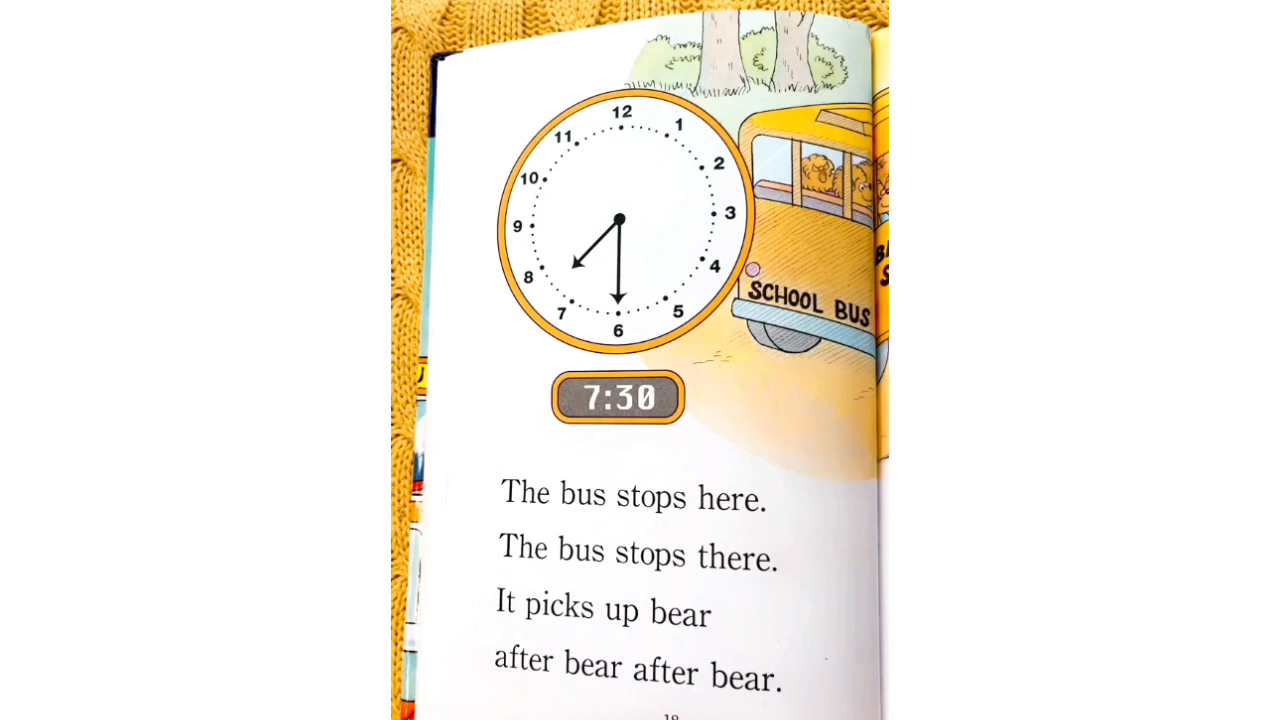 12
11
1
10
2
9
3
8
4
7
5
6
SCHOOL BUS
7:30
The bus stops here.
The bus stops there.
It picks up bear
after bear after bear.